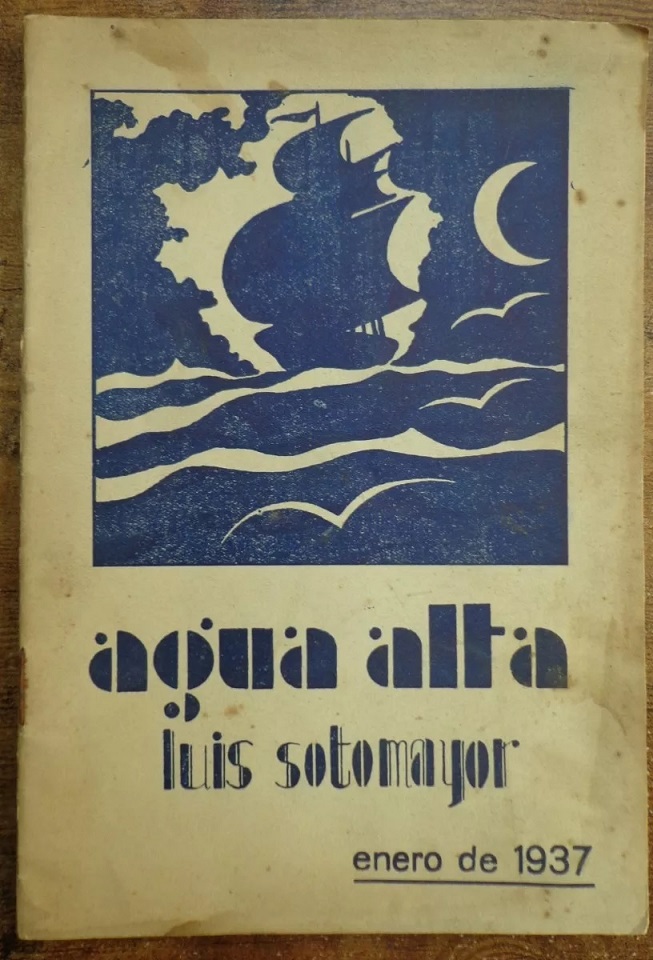 agua alta
luis sotomayor
enero de 1937